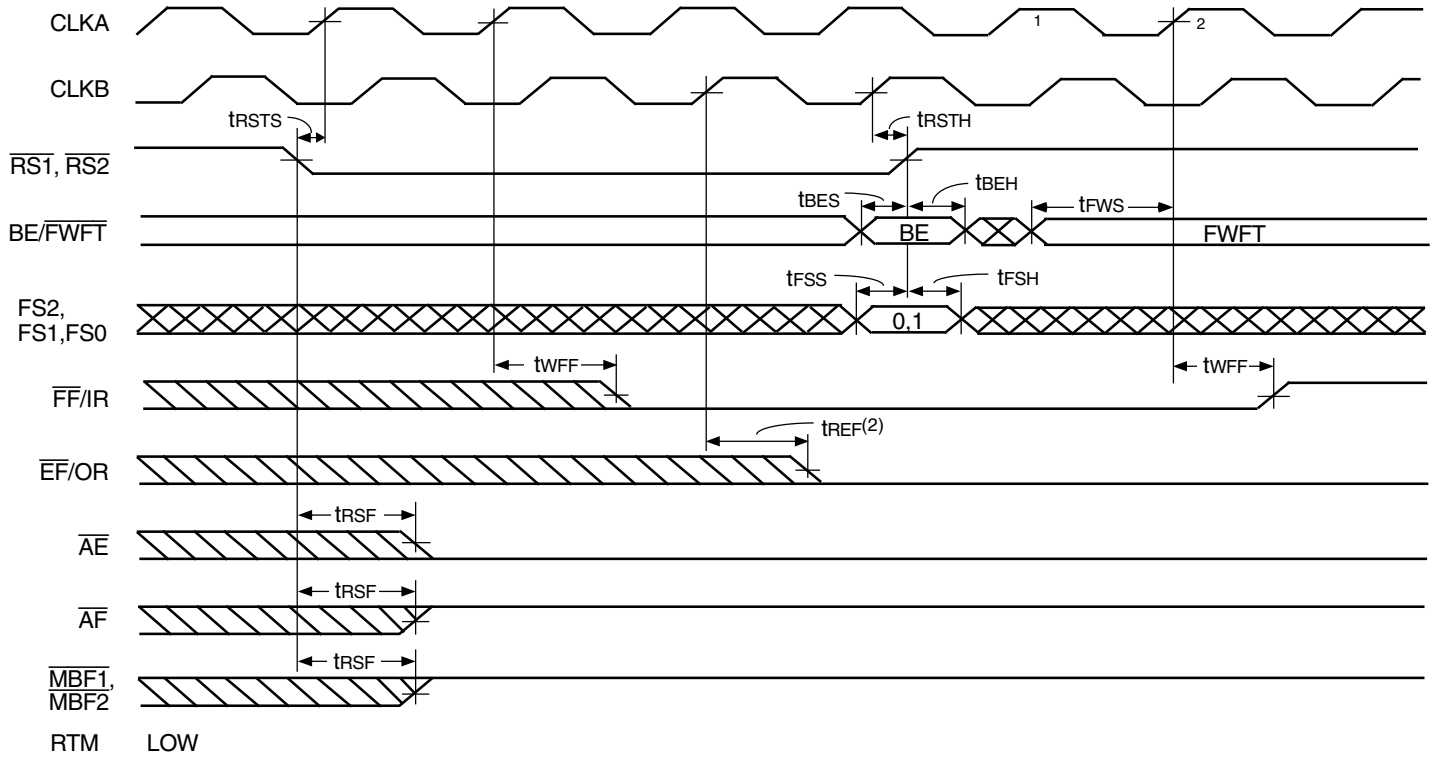 CLKA
1
2
CLKB
tRSTS
tRSTH
RS1, RS2
tBES
tBEH
tFWS
BE/FWFT
BE
FWFT
tFSS
tFSH
FS2,
FS1,FS0
0,1
tWFF
tWFF
FF/IR
tREF(2)
EF/OR
tRSF
AE
tRSF
AF
tRSF
MBF1,
MBF2
RTM LOW